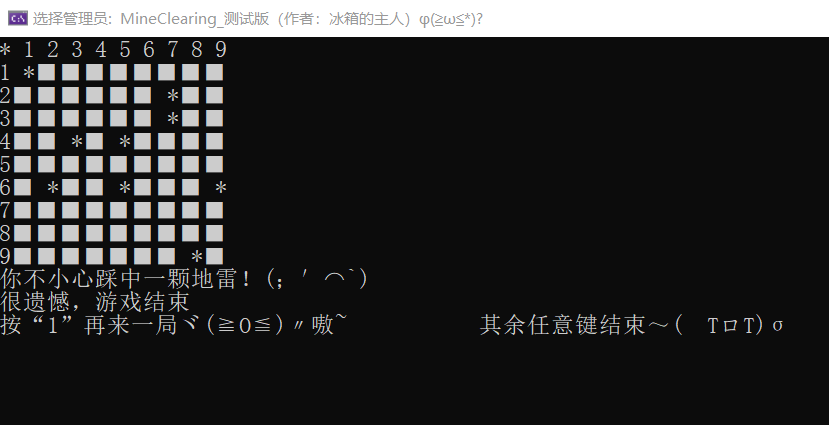 选择管理员: MineClearing_测试版（作者：冰箱的主人）φ(≥ω≤*)?
* 1 2 3 4 5 6 7 8 9
1 *■■■■■■■■
2■■■■■■ *■■
3■■■■■■ *■■
4■■ *■ *■■■■
5■■■■■■■■■
6■ *■■ *■■■ *
7■■■■■■■■■
8■■■■■■■■■
9■■■■■■■ *■
你不小心踩中一颗地雷！(；′⌒`)
很遗憾，游戏结束
按“1”再来一局ヾ(≧O≦)〃嗷~ 其余任意键结束～( TロT)σ